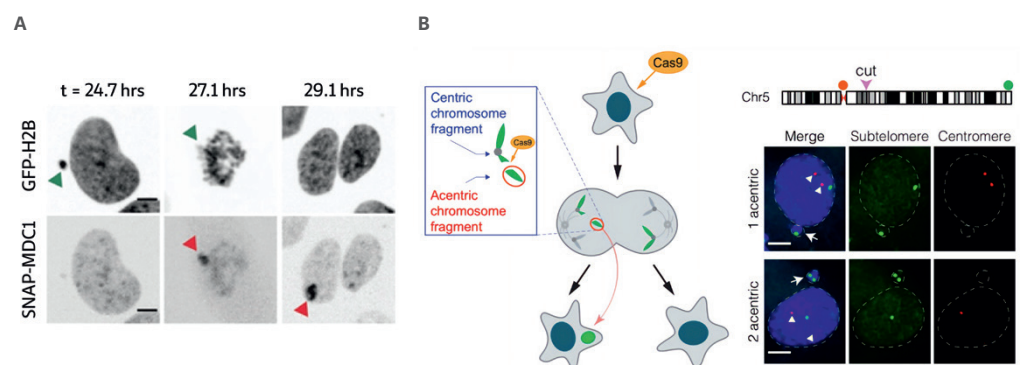 A
t = 24.7 hrs 27.1 hrs 29.1 hrs
GFP-H2B
SNAP-MDC1
B
Cas9
Centric
chromosome
fragment
Cas9
Acentric
chromosome
fragment
cut
Chr5
Merge Subtelomere Centromere
1 acentric
2 acentric